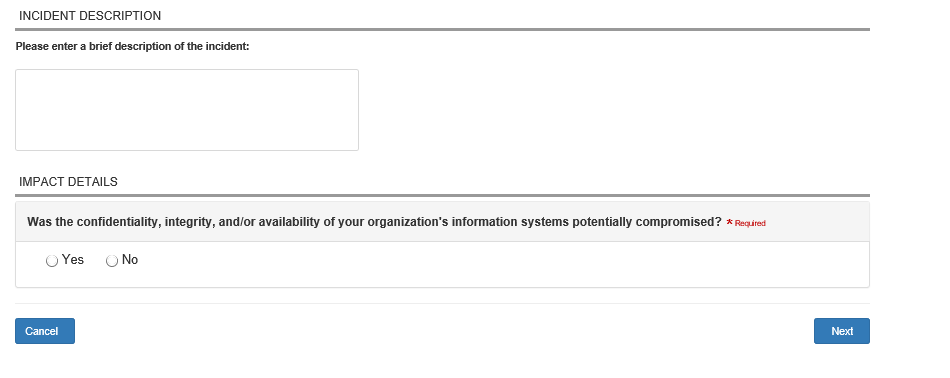 INCIDENT DESCRIPTION
Please enter a brief description of the incident:
IMPACT DETAILS
Was the confidentiality, integrity, and/or availability of your organization's information systems potentially compromised? * Required
Yes No
Cancel Next